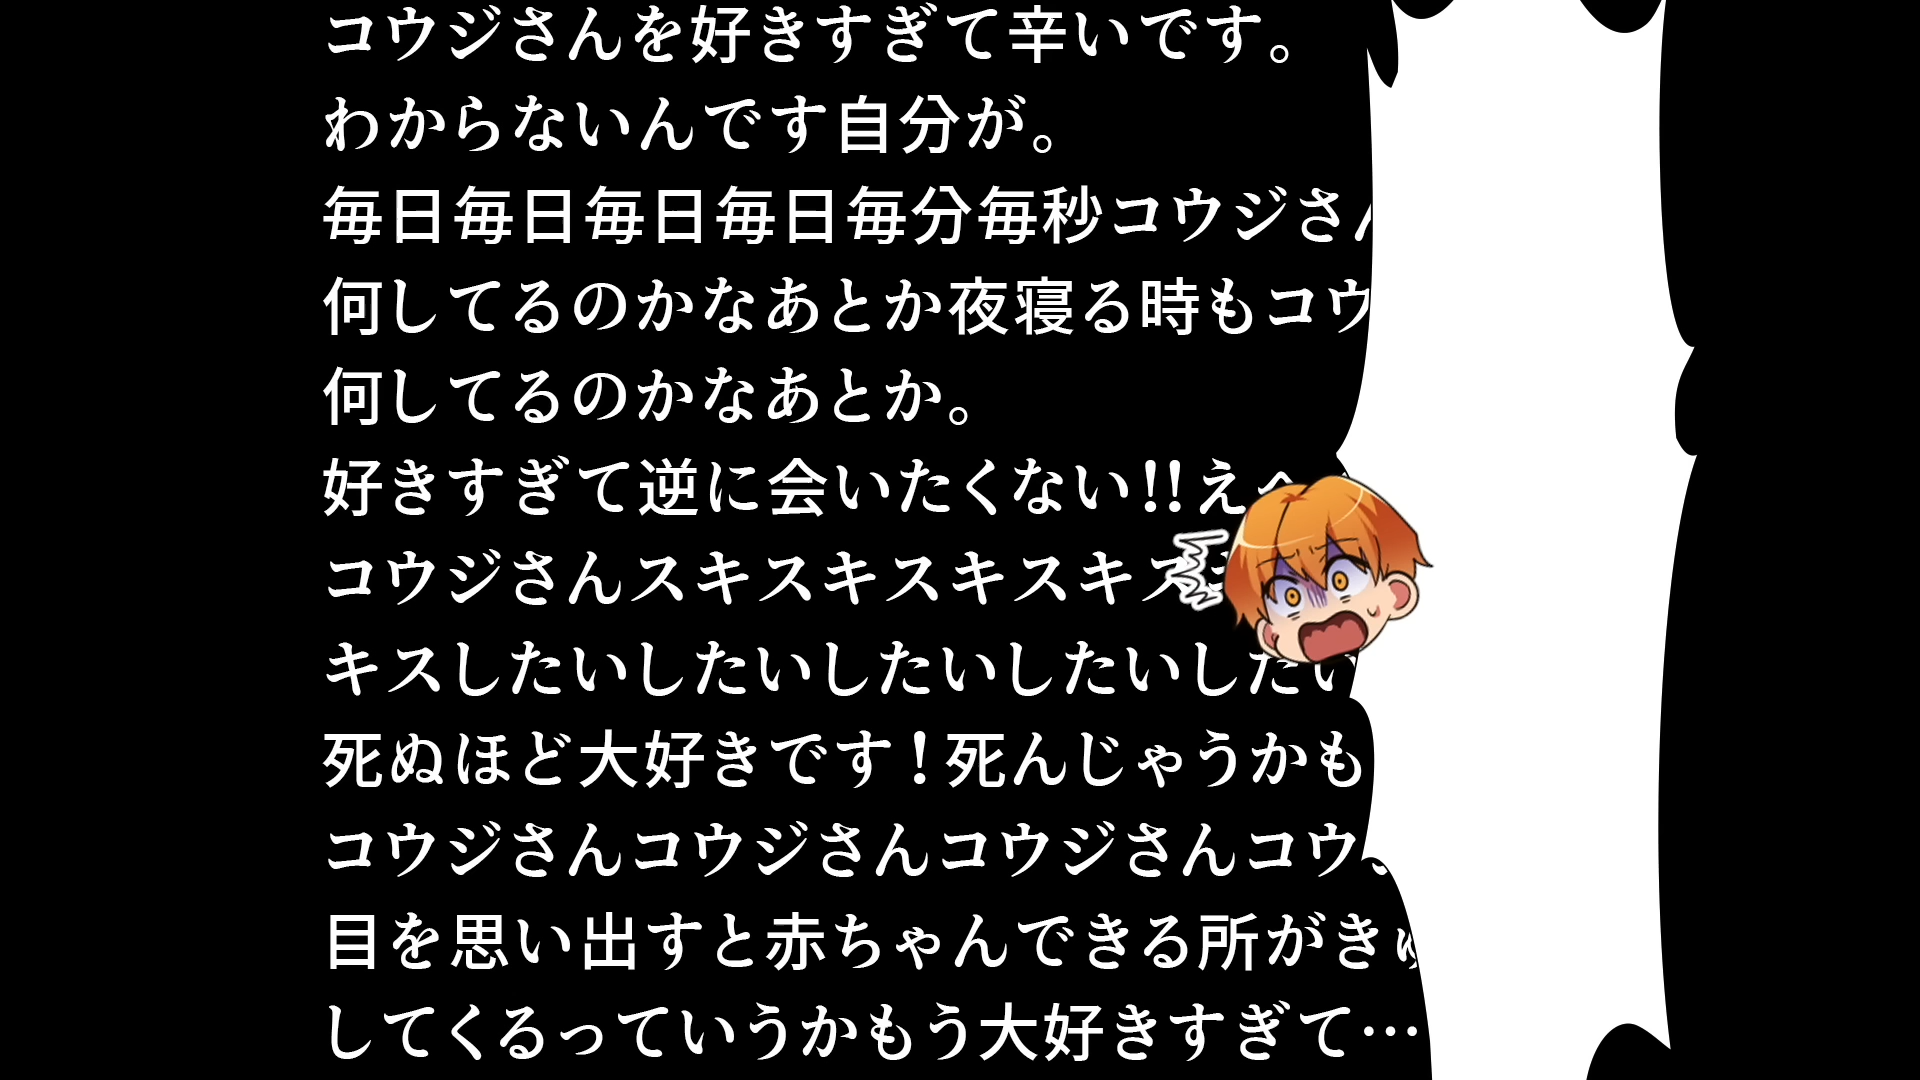 コウジさんを好きすぎて辛いです。
わからないんです自分が。
毎日毎日毎日毎日毎分毎秒コウジさん
何してるのかなあとか夜寝る時もコウ
何してるのかなあとか。
好きすぎて逆に会いたくない!!えへ
コウジさんスキスキスキスキス
キスしたいしたいしたいしたいしたい
死ぬほど大好きです！死んじゃうかも
コウジさんコウジさんコウジさんコウ
目を思い出すと赤ちゃんできる所がきゅ
してくるっていうかもう大好きすぎて…